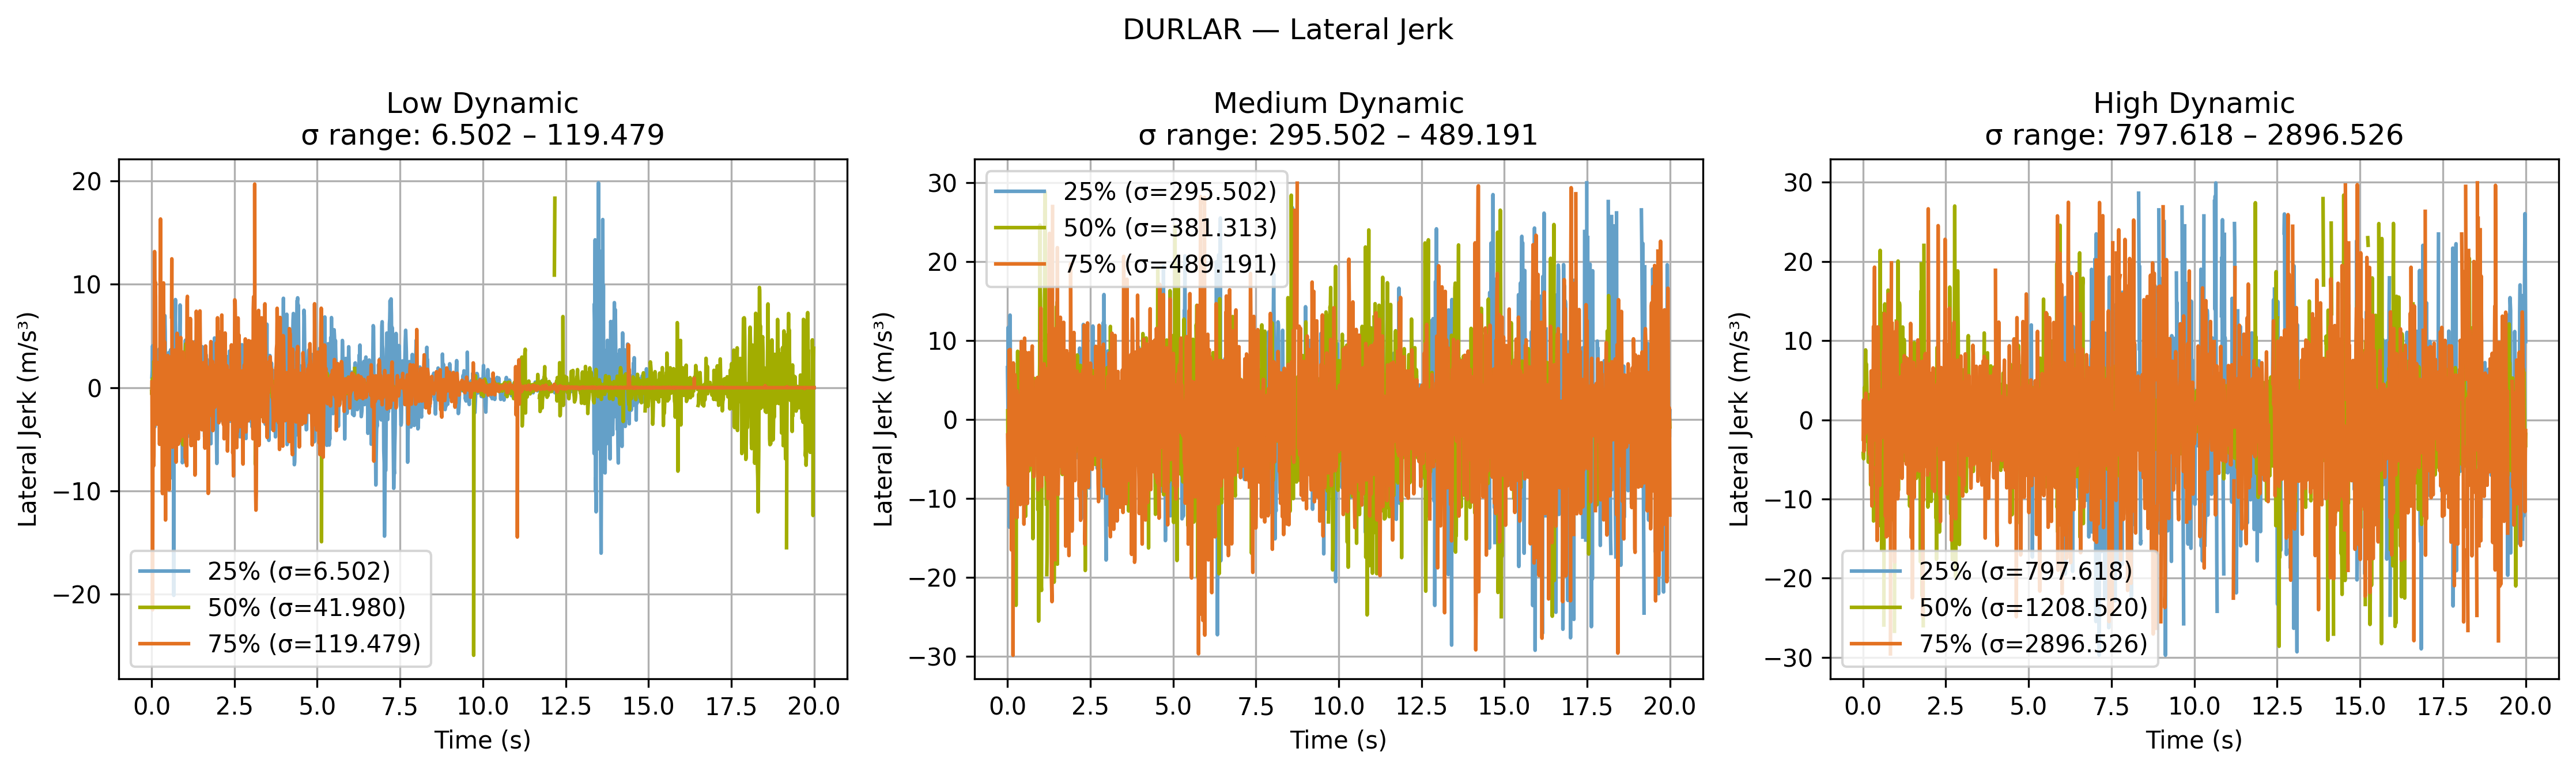 DURLAR — Lateral Jerk
Low Dynamic
σ range: 6.502 – 119.479
Lateral Jerk (m/s³)
20
10
0
−10
−20
25% (σ=6.502)
50% (σ=41.980)
75% (σ=119.479)
0.0 2.5 5.0 7.5 10.0 12.5 15.0 17.5 20.0
Time (s)
Medium Dynamic
σ range: 295.502 – 489.191
Lateral Jerk (m/s³)
30
20
10
0
−10
−20
−30
25% (σ=295.502)
50% (σ=381.313)
75% (σ=489.191)
0.0 2.5 5.0 7.5 10.0 12.5 15.0 17.5 20.0
Time (s)
High Dynamic
σ range: 797.618 – 2896.526
Lateral Jerk (m/s³)
30
20
10
0
−10
−20
−30
25% (σ=797.618)
50% (σ=1208.520)
75% (σ=2896.526)
0.0 2.5 5.0 7.5 10.0 12.5 15.0 17.5 20.0
Time (s)